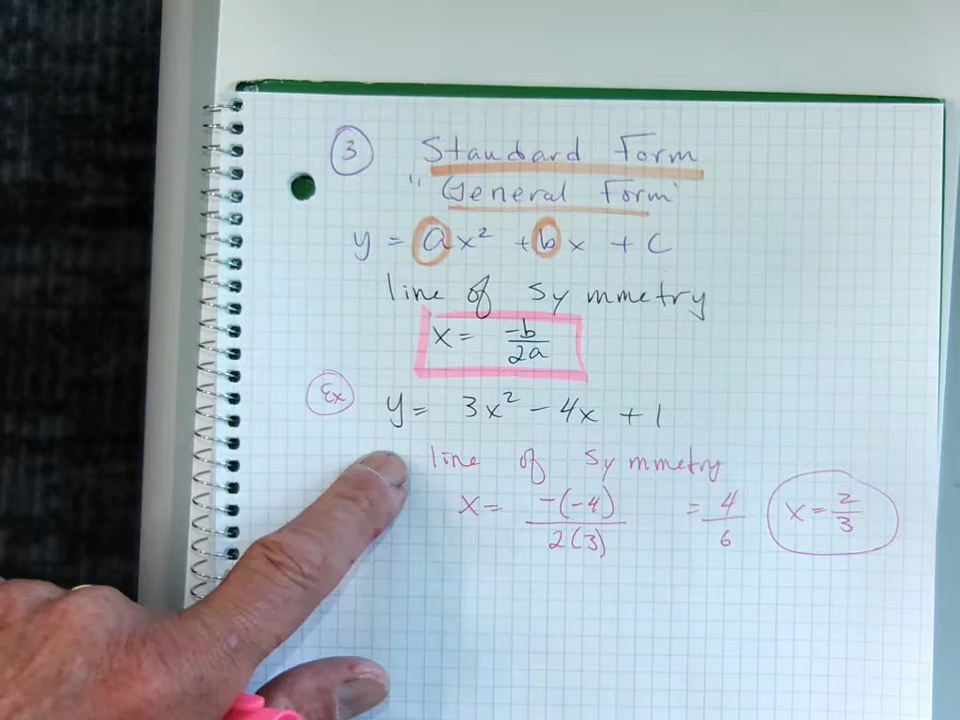 3 Standard Form
"General Form"
y = ax² + bx + c
line of symmetry
x = -b/2a
Ex y = 3x² - 4x + 1
line of symmetry
x = -(-4)/2(3) = 4/6 x = 2/3